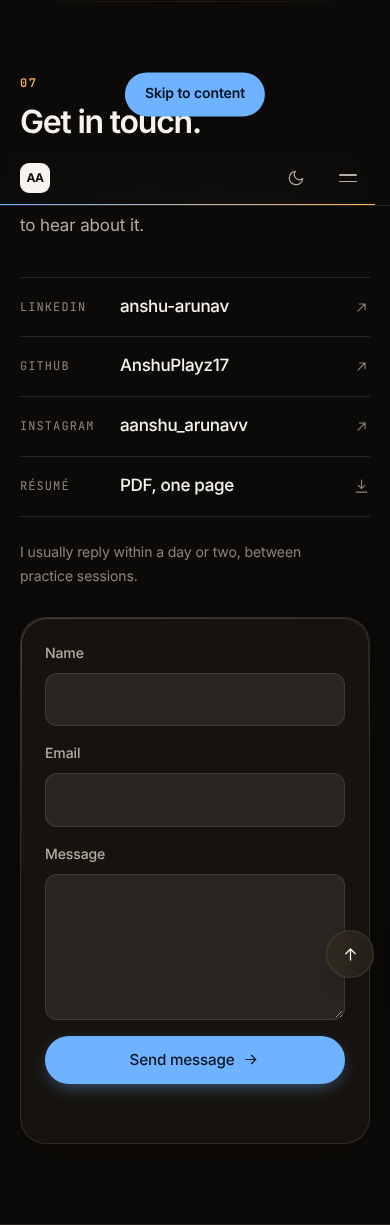 07
Skip to content
Get in touch.
AA
to hear about it.
LINKEDIN anshu-arunav
GITHUB AnshuPlayz17
INSTAGRAM aanshu_arunavv
RÉSUMÉ PDF, one page
I usually reply within a day or two, between
practice sessions.
Name
Email
Message
Send message →